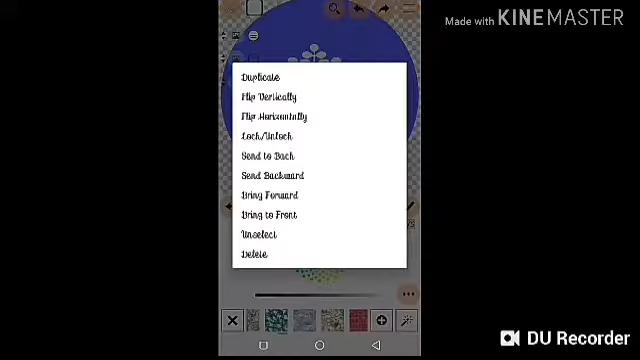 Made with KINEMASTER
Duplicate
Flip Vertically
Flip Horizontally
Lock/Unlock
Send to Back
Send Backward
Bring Forward
Bring to Front
Unselect
Delete
DU Recorder